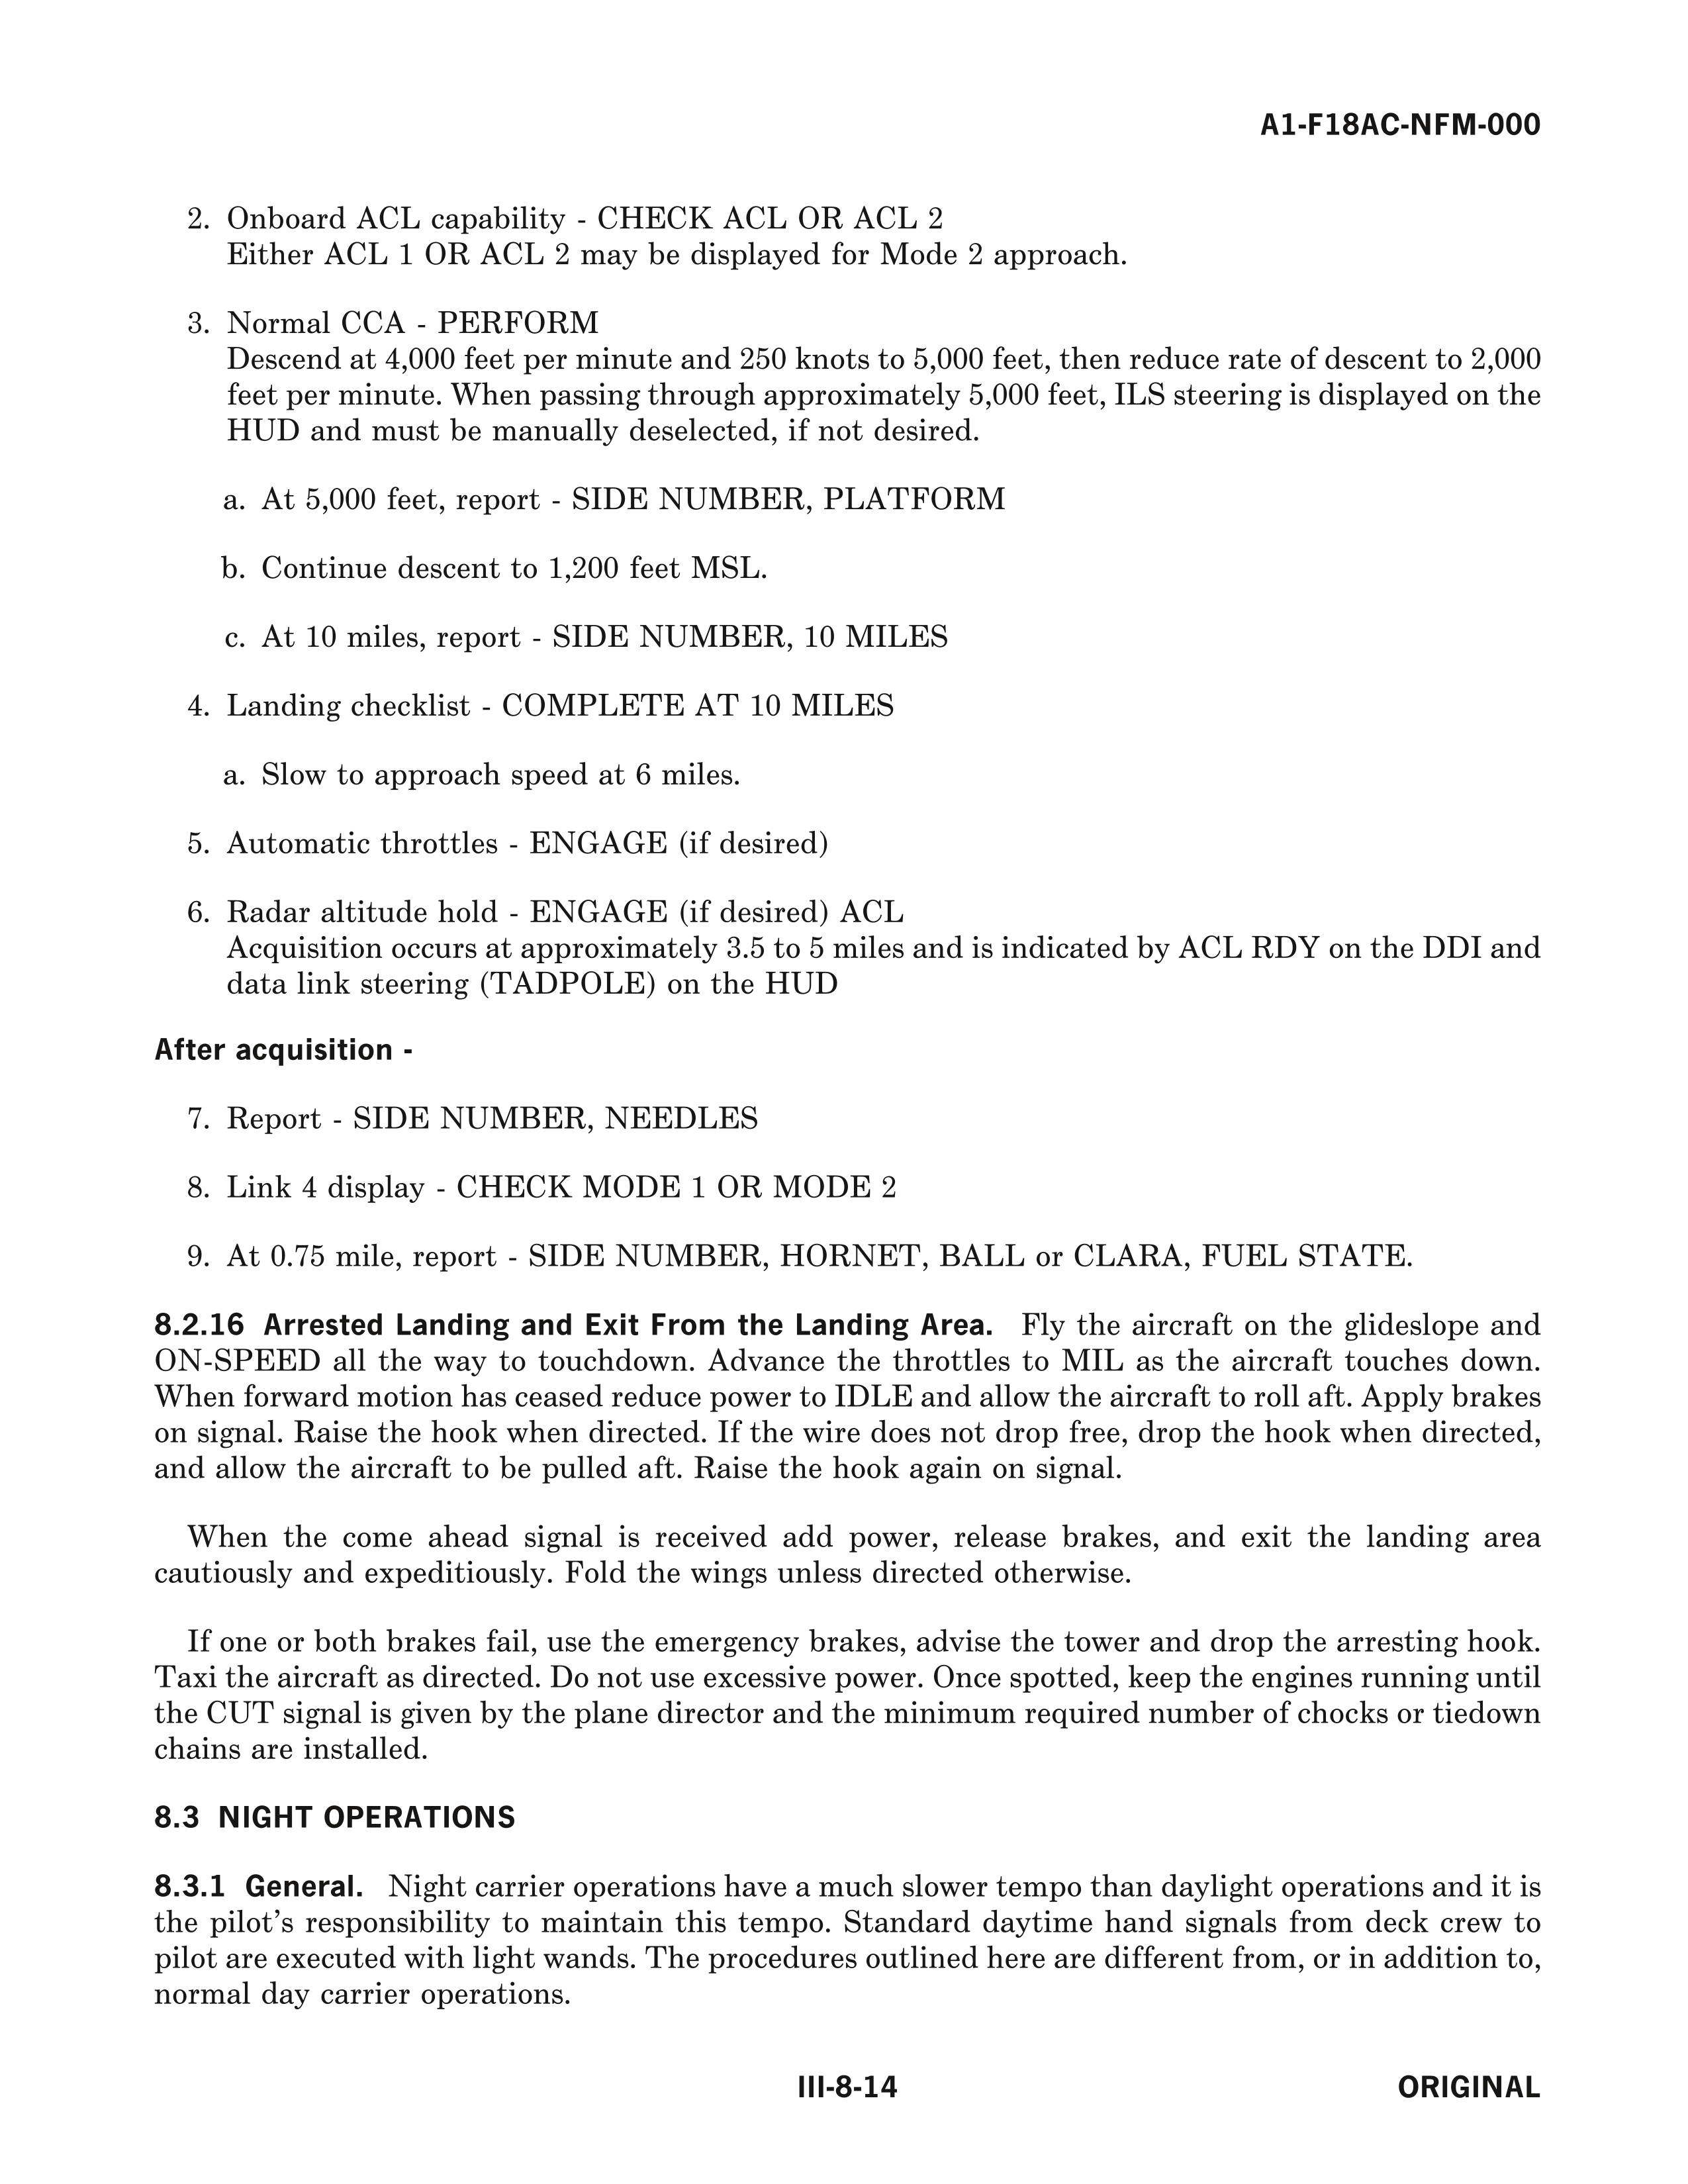 A1-F18AC-NFM-000
2. Onboard ACL capability - CHECK ACL OR ACL 2
Either ACL 1 OR ACL 2 may be displayed for Mode 2 approach.
3. Normal CCA - PERFORM
Descend at 4,000 feet per minute and 250 knots to 5,000 feet, then reduce rate of descent to 2,000
feet per minute. When passing through approximately 5,000 feet, ILS steering is displayed on the
HUD and must be manually deselected, if not desired.
a. At 5,000 feet, report - SIDE NUMBER, PLATFORM
b. Continue descent to 1,200 feet MSL.
c. At 10 miles, report - SIDE NUMBER, 10 MILES
4. Landing checklist - COMPLETE AT 10 MILES
a. Slow to approach speed at 6 miles.
5. Automatic throttles - ENGAGE (if desired)
6. Radar altitude hold - ENGAGE (if desired) ACL
Acquisition occurs at approximately 3.5 to 5 miles and is indicated by ACL RDY on the DDI and
data link steering (TADPOLE) on the HUD
After acquisition -
7. Report - SIDE NUMBER, NEEDLES
8. Link 4 display - CHECK MODE 1 OR MODE 2
9. At 0.75 mile, report - SIDE NUMBER, HORNET, BALL or CLARA, FUEL STATE.
8.2.16 Arrested Landing and Exit From the Landing Area. Fly the aircraft on the glideslope and
ON-SPEED all the way to touchdown. Advance the throttles to MIL as the aircraft touches down.
When forward motion has ceased reduce power to IDLE and allow the aircraft to roll aft. Apply brakes
on signal. Raise the hook when directed. If the wire does not drop free, drop the hook when directed,
and allow the aircraft to be pulled aft. Raise the hook again on signal.
When the come ahead signal is received add power, release brakes, and exit the landing area
cautiously and expeditiously. Fold the wings unless directed otherwise.
If one or both brakes fail, use the emergency brakes, advise the tower and drop the arresting hook.
Taxi the aircraft as directed. Do not use excessive power. Once spotted, keep the engines running until
the CUT signal is given by the plane director and the minimum required number of chocks or tiedown
chains are installed.
8.3 NIGHT OPERATIONS
8.3.1 General. Night carrier operations have a much slower tempo than daylight operations and it is
the pilot's responsibility to maintain this tempo. Standard daytime hand signals from deck crew to
pilot are executed with light wands. The procedures outlined here are different from, or in addition to,
normal day carrier operations.
III-8-14
ORIGINAL